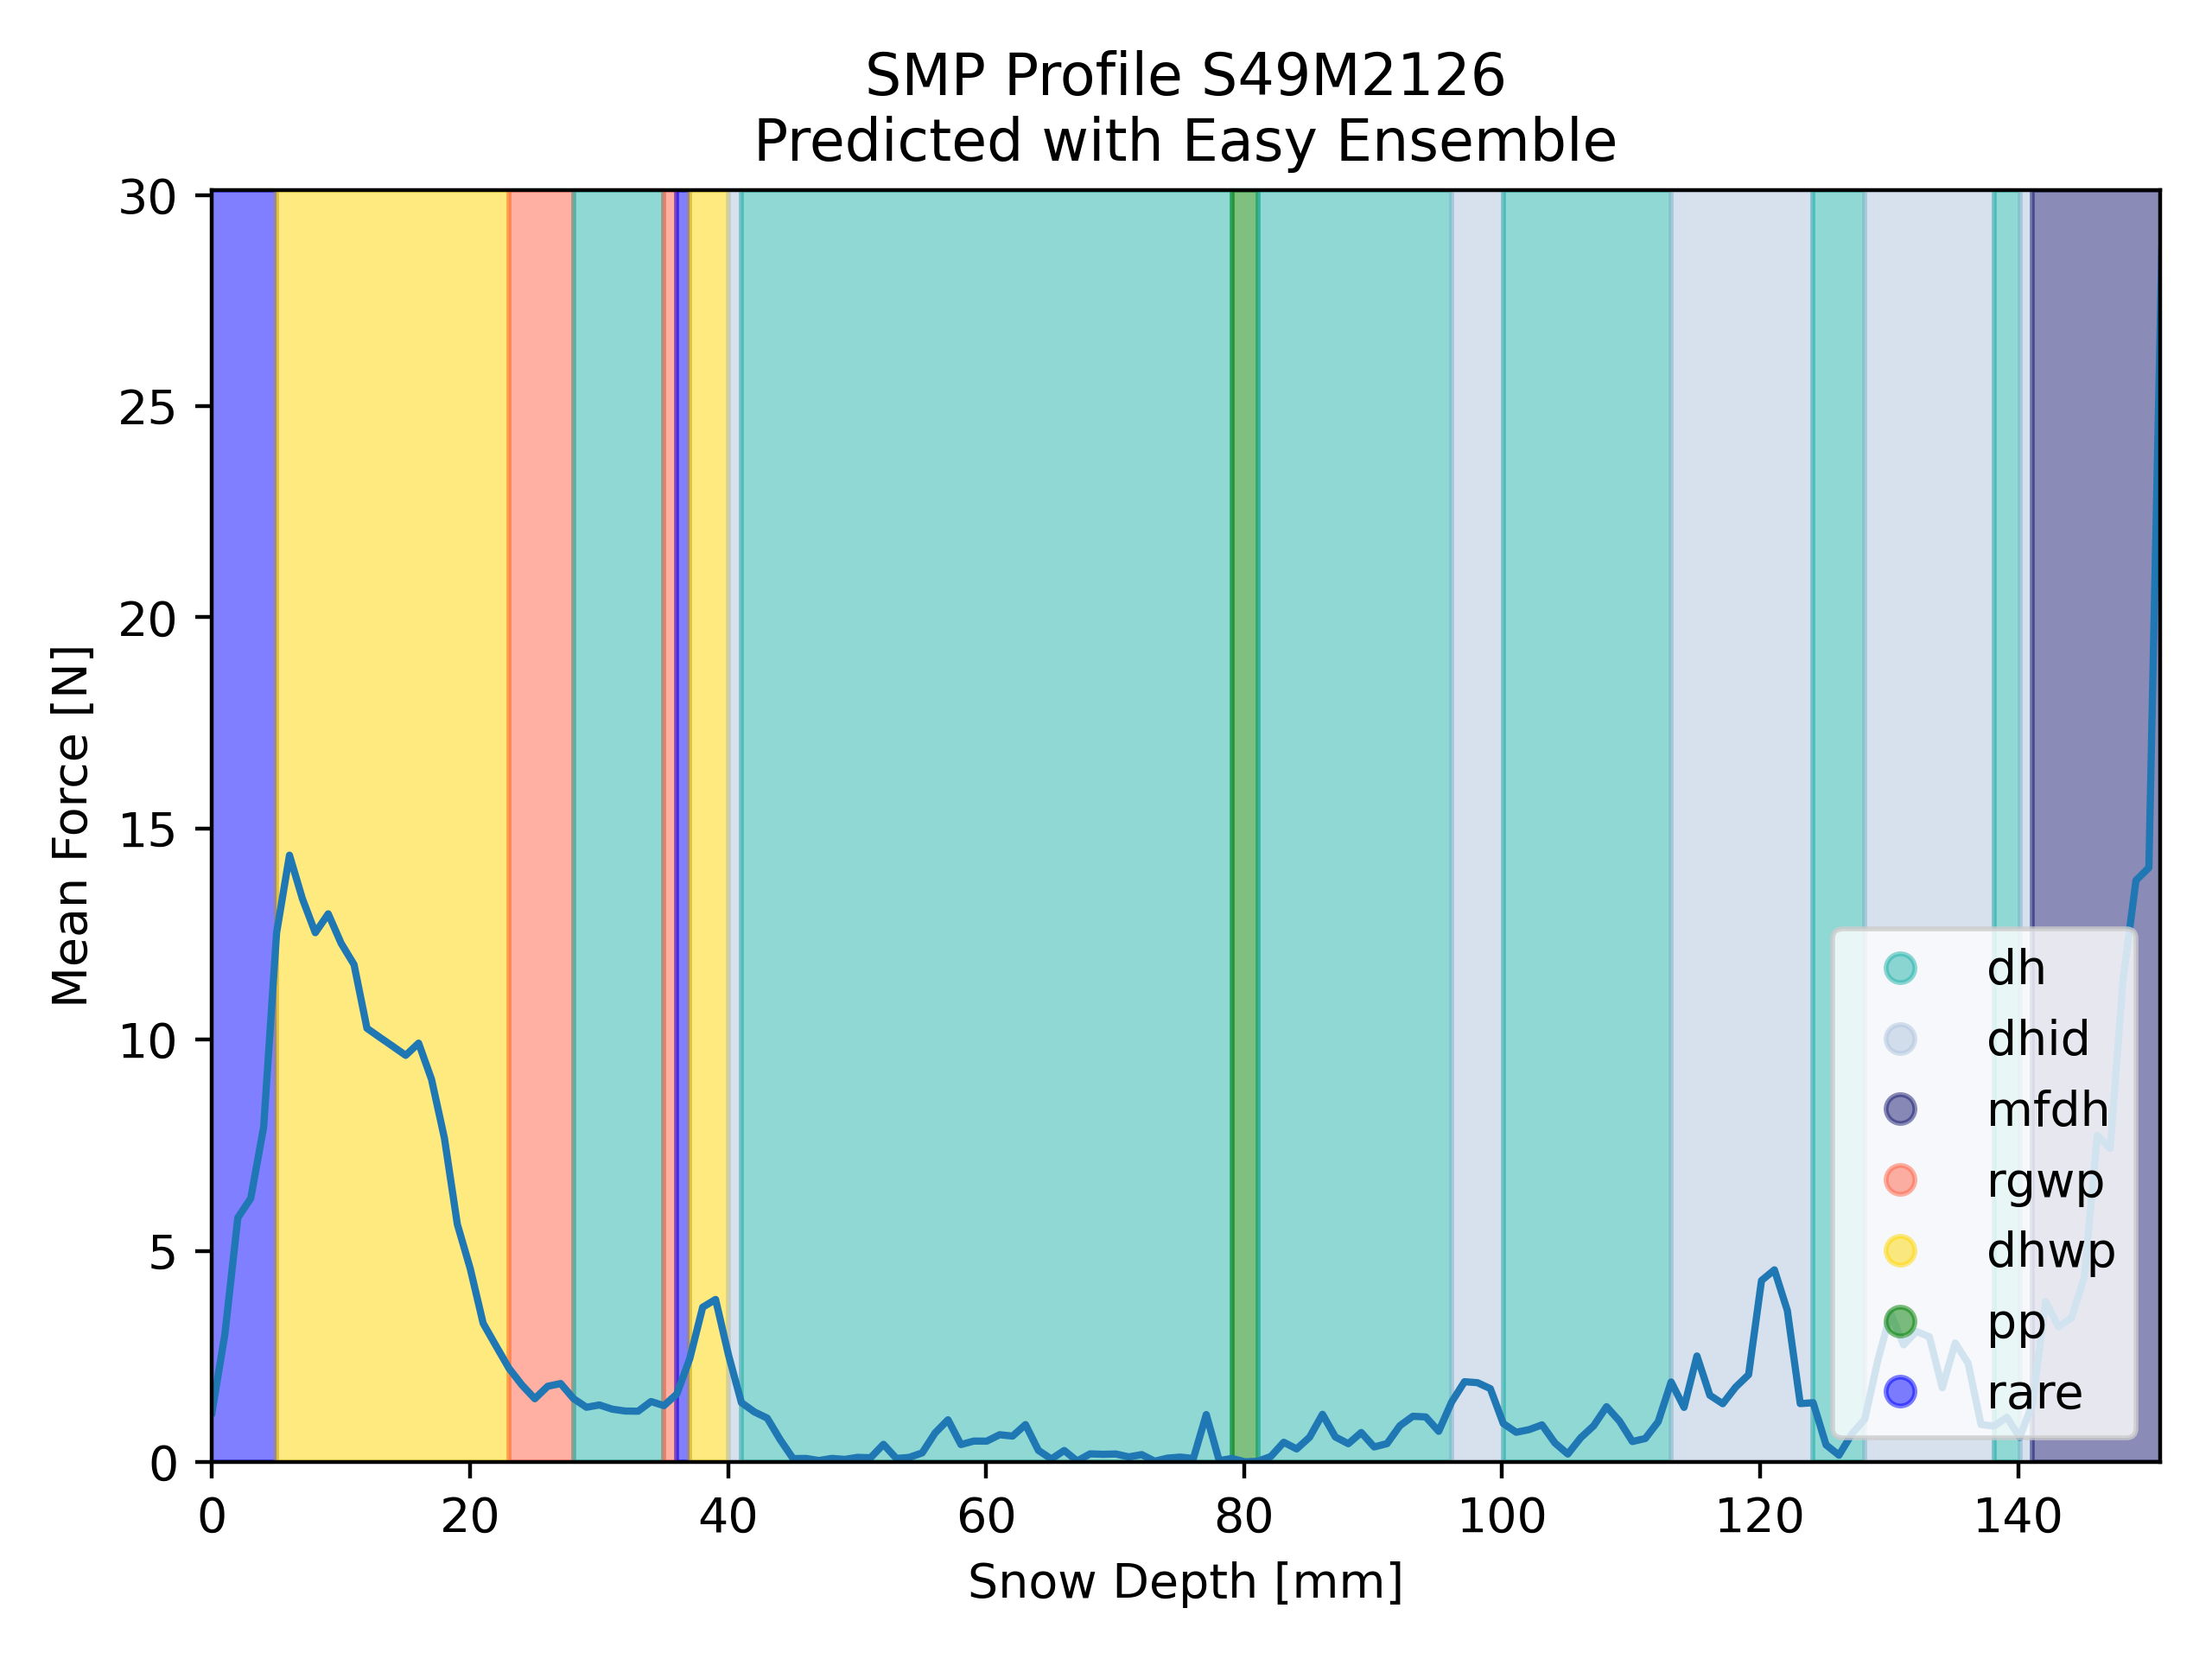 SMP Profile S49M2126
Predicted with Easy Ensemble
Mean Force [N]
30
25
20
15
10
5
0
0 20 40 60 80 100 120 140
Snow Depth [mm]
dh
dhid
mfdh
rgwp
dhwp
pp
rare